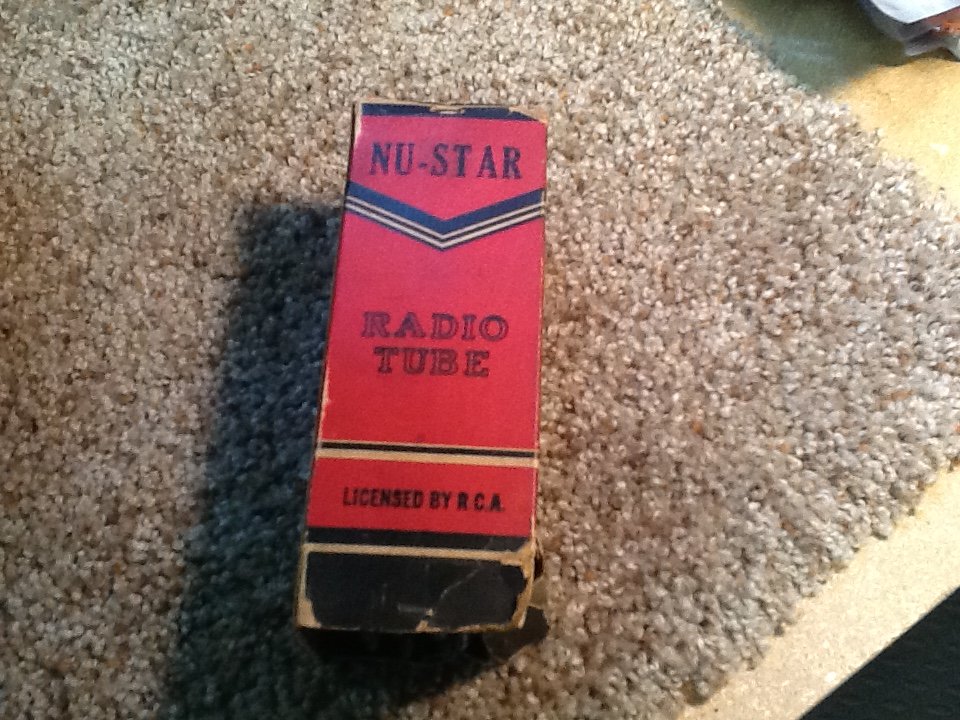 NU-STAR
RADIO
TUBE
LICENSED BY R.C.A.